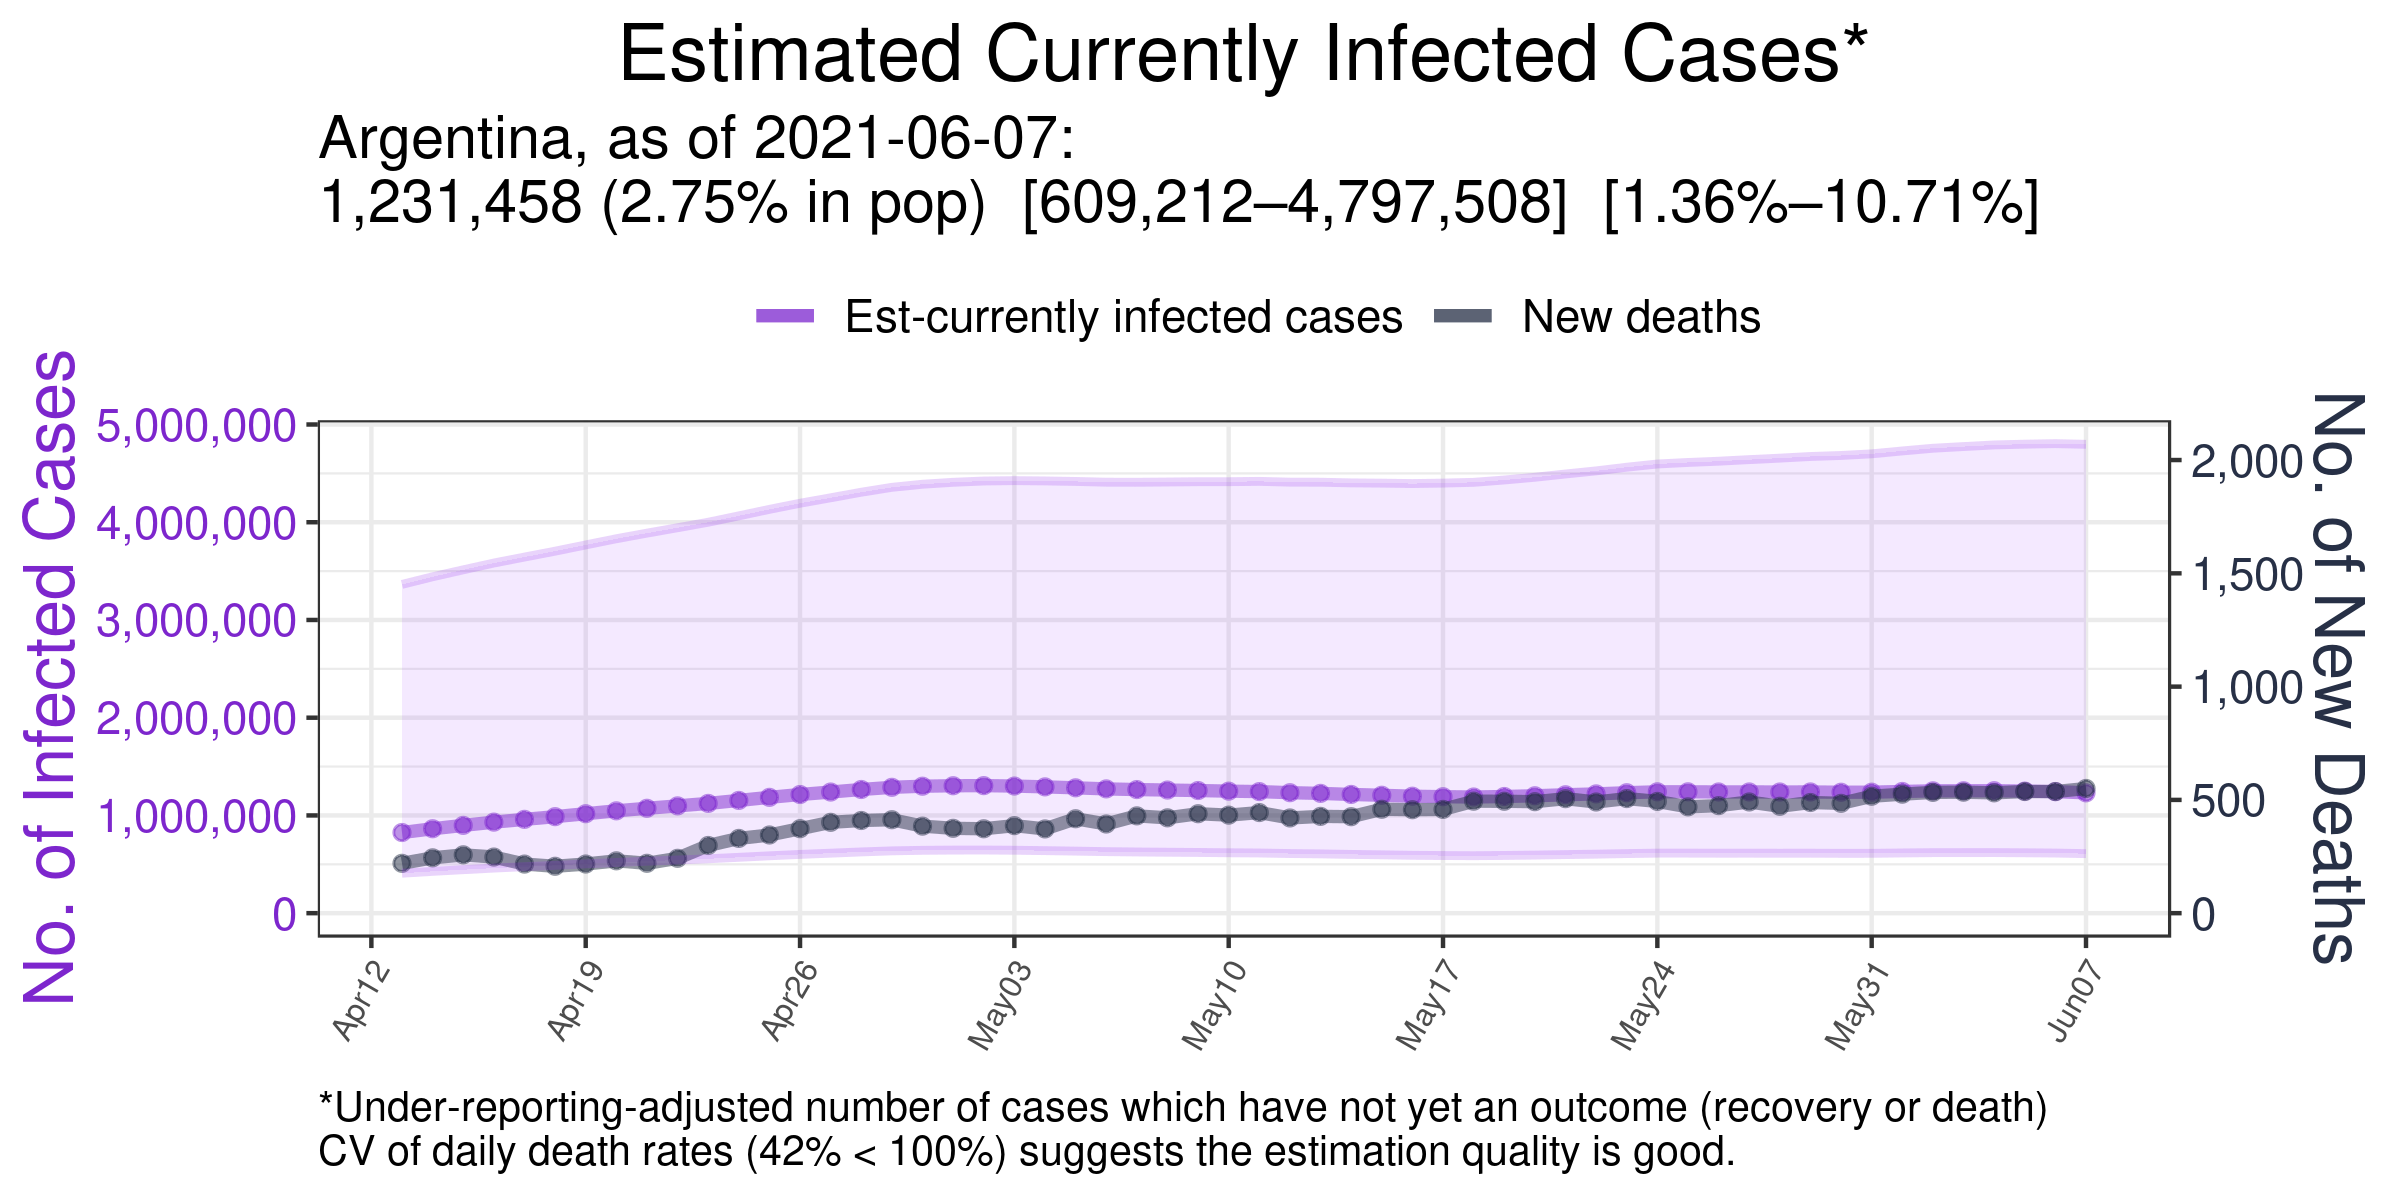 Estimated Currently Infected Cases*
Argentina, as of 2021-06-07:
1,231,458 (2.75% in pop) [609,212–4,797,508] [1.36%–10.71%]
Est-currently infected cases
New deaths
No. of Infected Cases
5,000,000
4,000,000
3,000,000
2,000,000
1,000,000
0
2,000
1,500
1,000
500
0
No. of New Deaths
Apr12
Apr19
Apr26
May03
May10
May17
May24
May31
Jun07
*Under-reporting-adjusted number of cases which have not yet an outcome (recovery or death)
CV of daily death rates (42% < 100%) suggests the estimation quality is good.